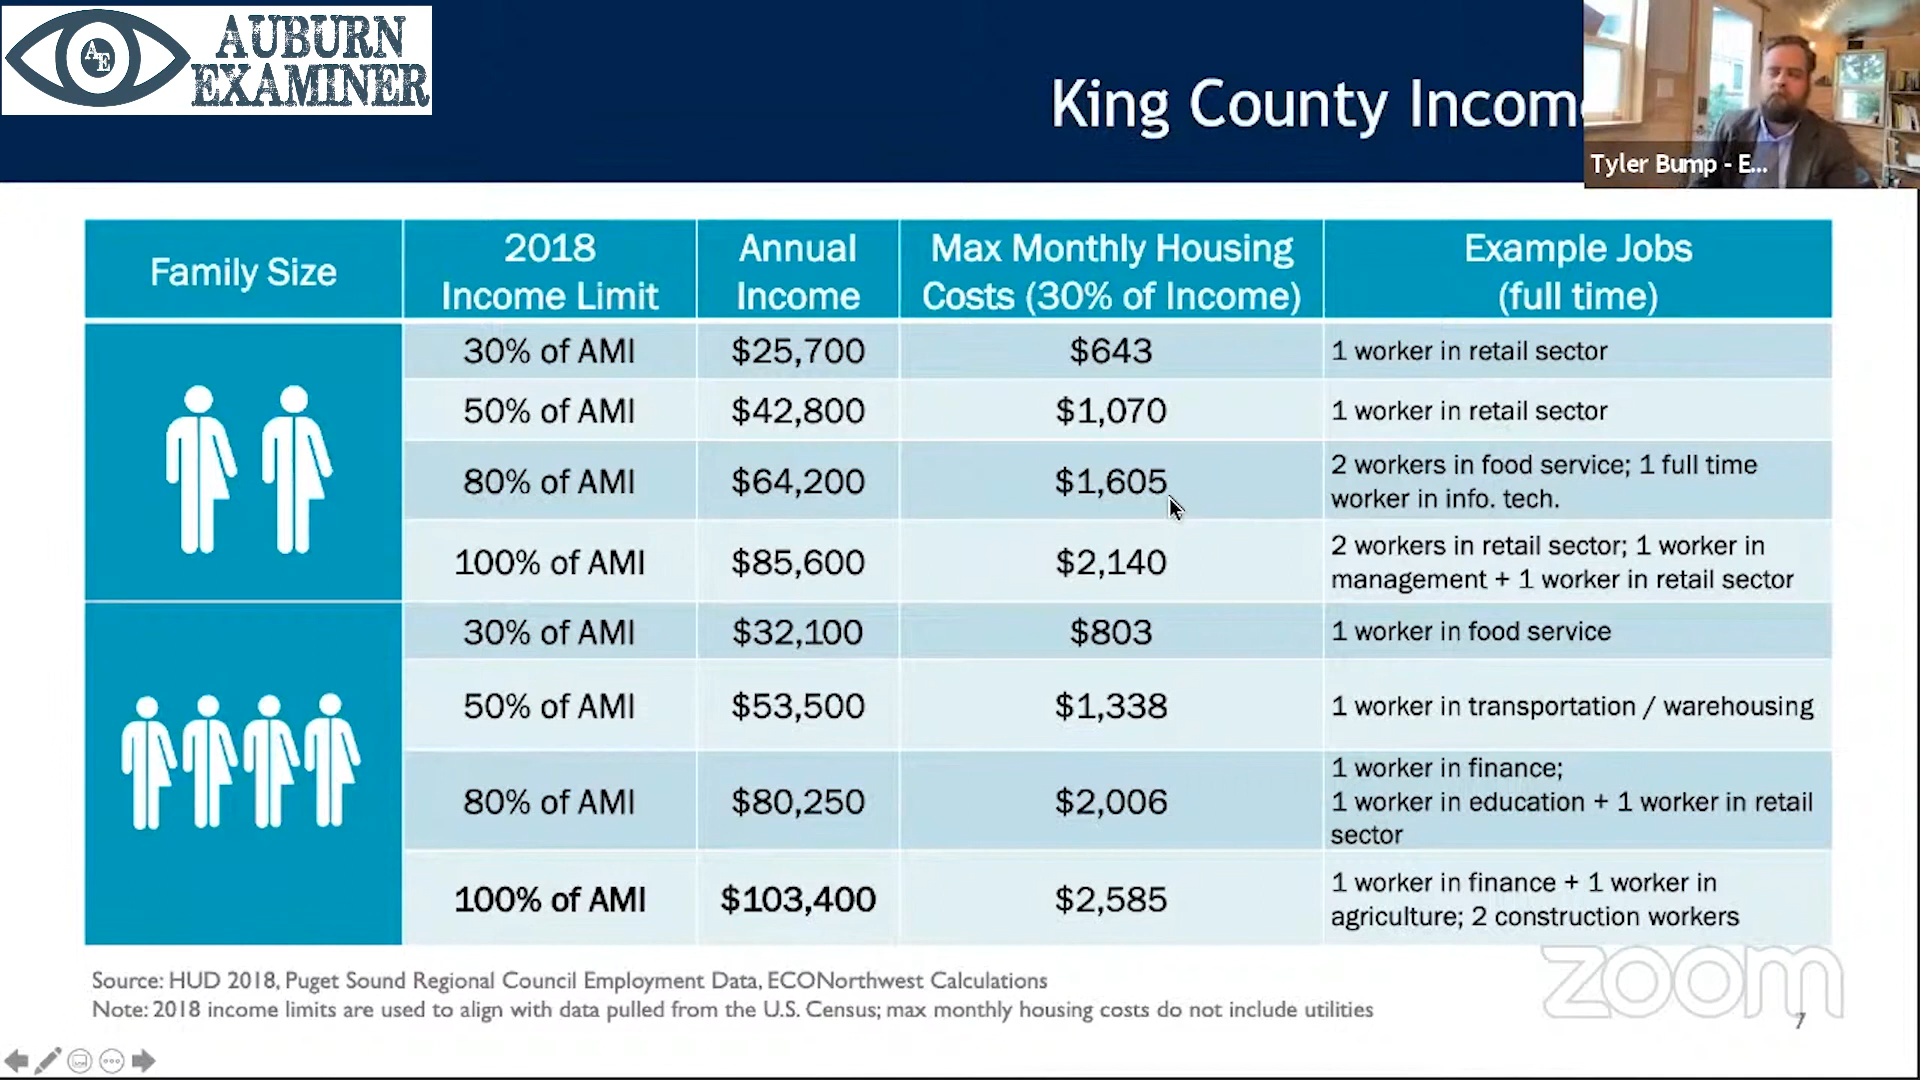 AUBURN
EXAMINER
AE
King County Incom
Tyler Bump - E...
Family Size
2018
Income Limit
Annual
Income
Max Monthly Housing
Costs (30% of Income)
Example Jobs
(full time)
30% of AMI
$25,700
$643
1 worker in retail sector
50% of AMI
$42,800
$1,070
1 worker in retail sector
80% of AMI
$64,200
$1,605
2 workers in food service; 1 full time
worker in info. tech.
100% of AMI
$85,600
$2,140
2 workers in retail sector; 1 worker in
management + 1 worker in retail sector
30% of AMI
$32,100
$803
1 worker in food service
50% of AMI
$53,500
$1,338
1 worker in transportation / warehousing
80% of AMI
$80,250
$2,006
1 worker in finance;
1 worker in education + 1 worker in retail
sector
100% of AMI
$103,400
$2,585
1 worker in finance + 1 worker in
agriculture; 2 construction workers
Source: HUD 2018, Puget Sound Regional Council Employment Data, ECONorthwest Calculations
Note: 2018 income limits are used to align with data pulled from the U.S. Census; max monthly housing costs do not include utilities
zoom
7